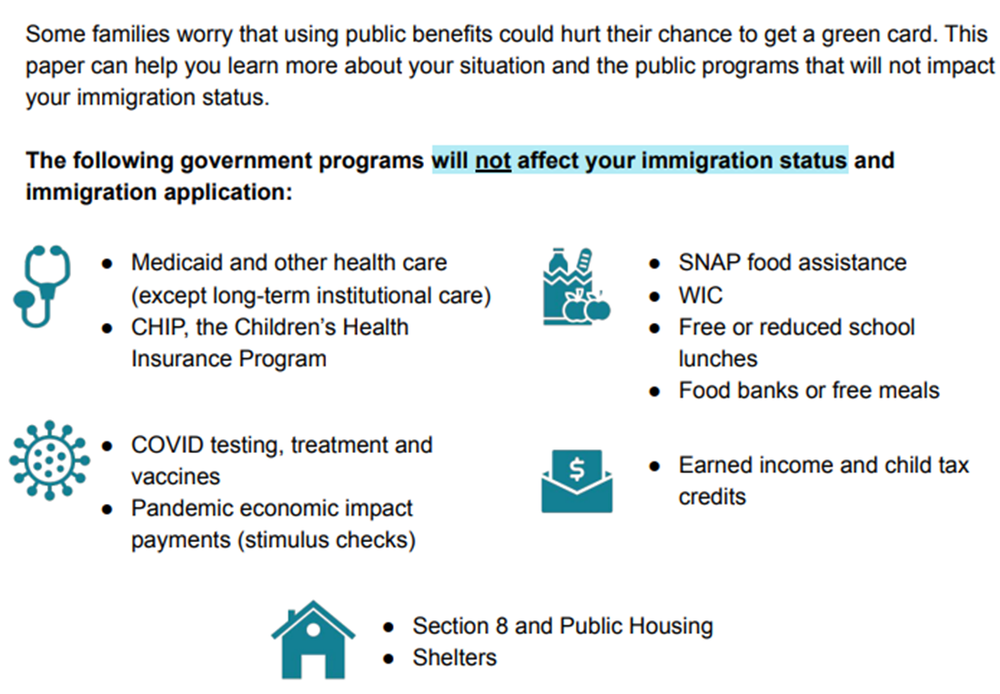 Some families worry that using public benefits could hurt their chance to get a green card. This
paper can help you learn more about your situation and the public programs that will not impact
your immigration status.
The following government programs will not affect your immigration status and
immigration application:
● Medicaid and other health care
(except long-term institutional care)
● CHIP, the Children’s Health
Insurance Program
● SNAP food assistance
● WIC
● Free or reduced school
lunches
● Food banks or free meals
● COVID testing, treatment and
vaccines
● Pandemic economic impact
payments (stimulus checks)
$
● Earned income and child tax
credits
● Section 8 and Public Housing
● Shelters